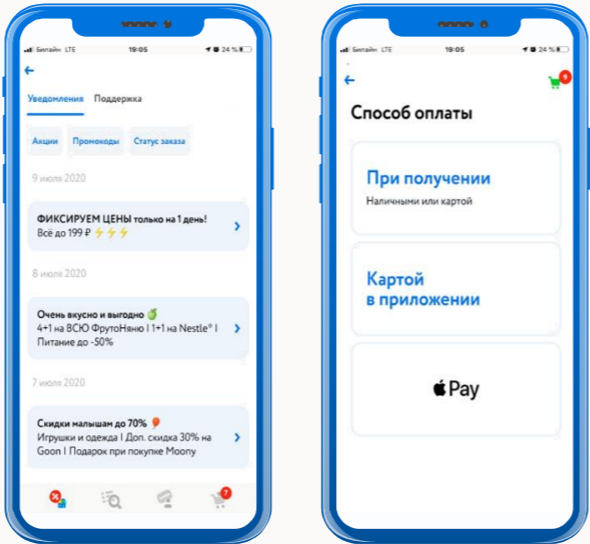 Билайн LTE
19:05
24 %
Уведомления Поддержка
Акции Промокоды Статус заказа
9 июля 2020
ФИКСИРУЕМ ЦЕНЫ только на 1 день!
Всё до 199 ₽ ⚡⚡⚡
8 июля 2020
Очень вкусно и выгодно 🍏
4+1 на ВСЮ ФрутоНяню I 1+1 на Nestle® I
Питание до -50%
7 июля 2020
Скидки малышам до 70% 🎈
Игрушки и одежда I Доп. скидка 30% на
Goon I Подарок при покупке Moony
7
Билайн LTE
19:05
24 %
9
Способ оплаты
При получении
Наличными или картой
Картой
в приложении
Pay